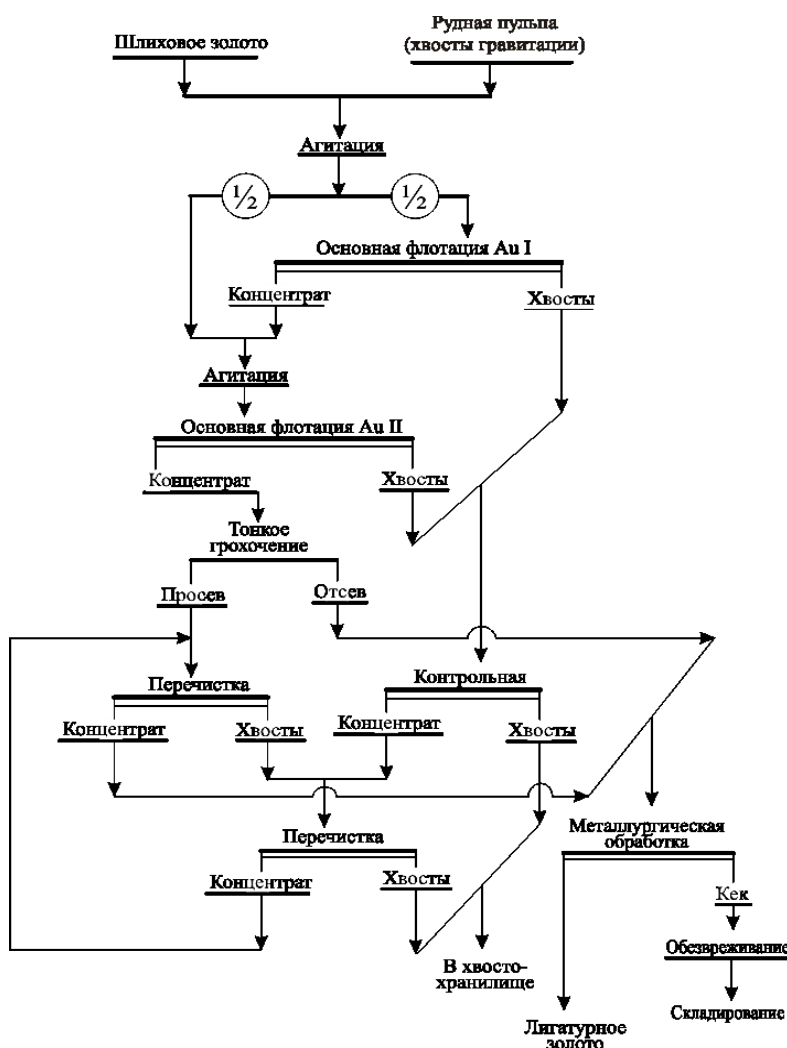 Шлиховое золото
Рудная пульпа
(хвосты гравитации)
Агитация
½
½
Основная флотация Au I
Концентрат
Хвосты
Агитация
Основная флотация Au II
Концентрат
Хвосты
Тонкое
грохочение
Просев
Отсев
Перечистка
Контрольная
Концентрат
Хвосты
Концентрат
Хвосты
Перечистка
Металлургическая
обработка
Концентрат
Хвосты
Кек
Обезвреживание
В хвосто-
хранилище
Складирование
Лигатурное
золото